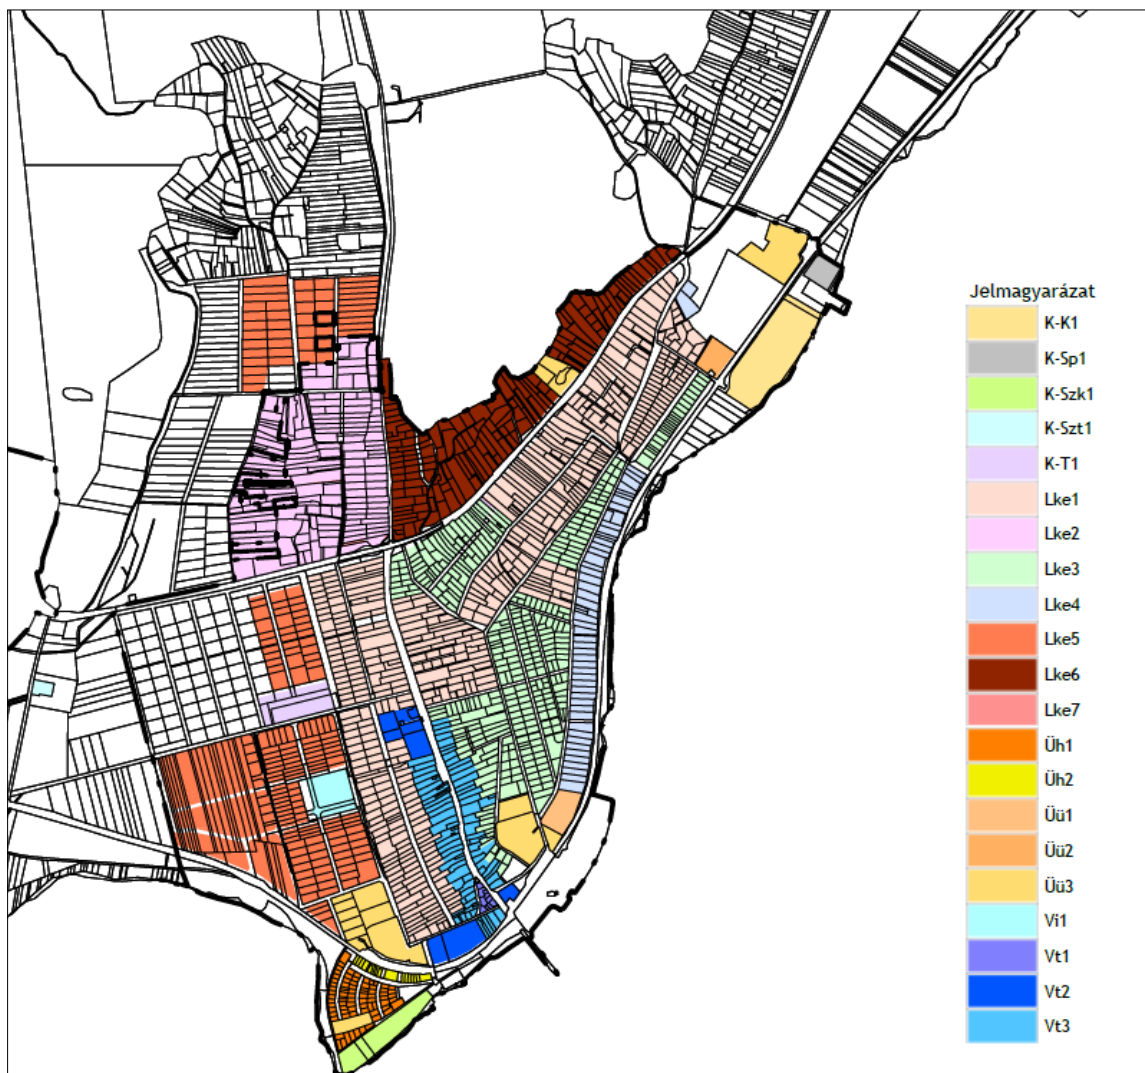 Jelmagyarázat
K-K1
K-Sp1
K-Szk1
K-Szt1
K-T1
Lke1
Lke2
Lke3
Lke4
Lke5
Lke6
Lke7
Üh1
Üh2
Üü1
Üü2
Üü3
Vi1
Vt1
Vt2
Vt3